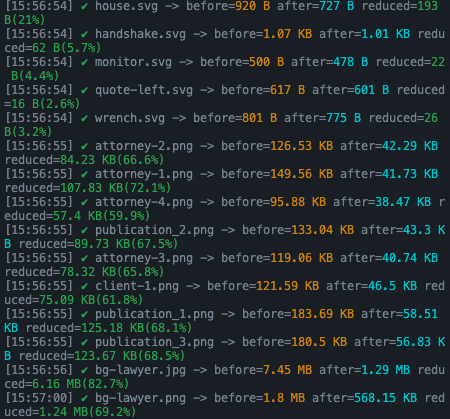 [15:56:54] ✔ house.svg -> before=920 B after=727 B reduced=193
B(21%)
[15:56:54] ✔ handshake.svg -> before=1.07 KB after=1.01 KB redu
ced=62 B(5.7%)
[15:56:54] ✔ monitor.svg -> before=500 B after=478 B reduced=22
 B(4.4%)
[15:56:54] ✔ quote-left.svg -> before=617 B after=601 B reduced
=16 B(2.6%)
[15:56:54] ✔ wrench.svg -> before=801 B after=775 B reduced=26
B(3.2%)
[15:56:55] ✔ attorney-2.png -> before=126.53 KB after=42.29 KB
reduced=84.23 KB(66.6%)
[15:56:55] ✔ attorney-1.png -> before=149.56 KB after=41.73 KB
reduced=107.83 KB(72.1%)
[15:56:55] ✔ attorney-4.png -> before=95.88 KB after=38.47 KB r
educed=57.4 KB(59.9%)
[15:56:55] ✔ publication_2.png -> before=133.04 KB after=43.3 K
B reduced=89.73 KB(67.5%)
[15:56:55] ✔ attorney-3.png -> before=119.06 KB after=40.74 KB
reduced=78.32 KB(65.8%)
[15:56:55] ✔ client-1.png -> before=121.59 KB after=46.5 KB red
uced=75.09 KB(61.8%)
[15:56:55] ✔ publication_1.png -> before=183.69 KB after=58.51
KB reduced=125.18 KB(68.1%)
[15:56:55] ✔ publication_3.png -> before=180.5 KB after=56.83 K
B reduced=123.67 KB(68.5%)
[15:56:56] ✔ bg-lawyer.jpg -> before=7.45 MB after=1.29 MB redu
ced=6.16 MB(82.7%)
[15:57:00] ✔ bg-lawyer.png -> before=1.8 MB after=568.15 KB red
uced=1.24 MB(69.2%)